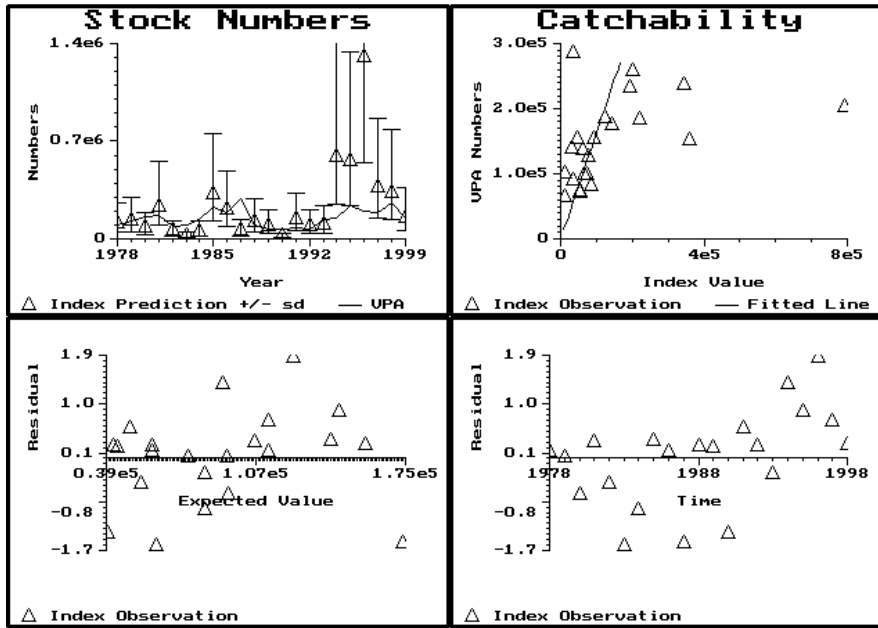 Stock Numbers
1.4e6
0.7e6
0
Numbers
1978 1985 1992 1999
Year
Index Prediction +/- sd VPA
Catchability
3.0e5
2.0e5
1.0e5
0
VPA Numbers
0 4e5 8e5
Index Value
Index Observation Fitted Line
1.9
1.0
0.1
-0.8
-1.7
Residual
0.39e5 1.07e5 1.75e5
Expected Value
Index Observation
1.9
1.0
0.1
-0.8
-1.7
Residual
1978 1988 1998
Time
Index Observation